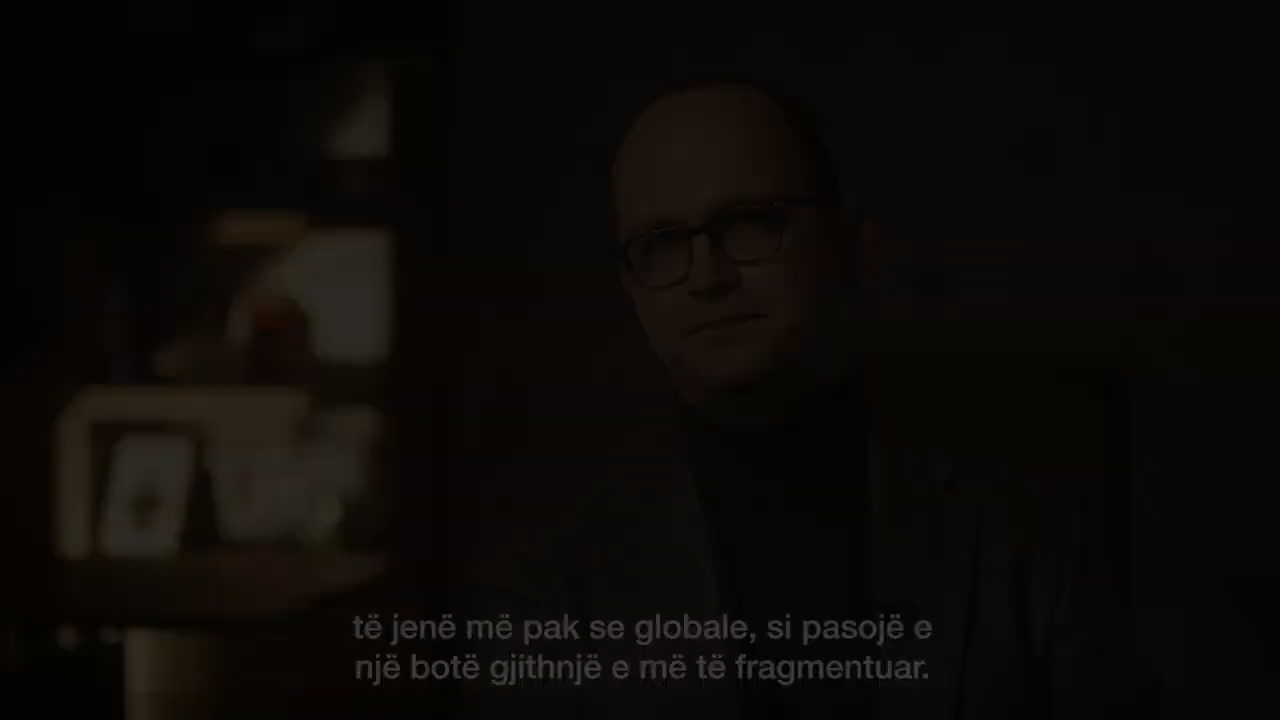 të jenë më pak se globale, si pasojë e
një botë gjithnjë e më të fragmentuar.